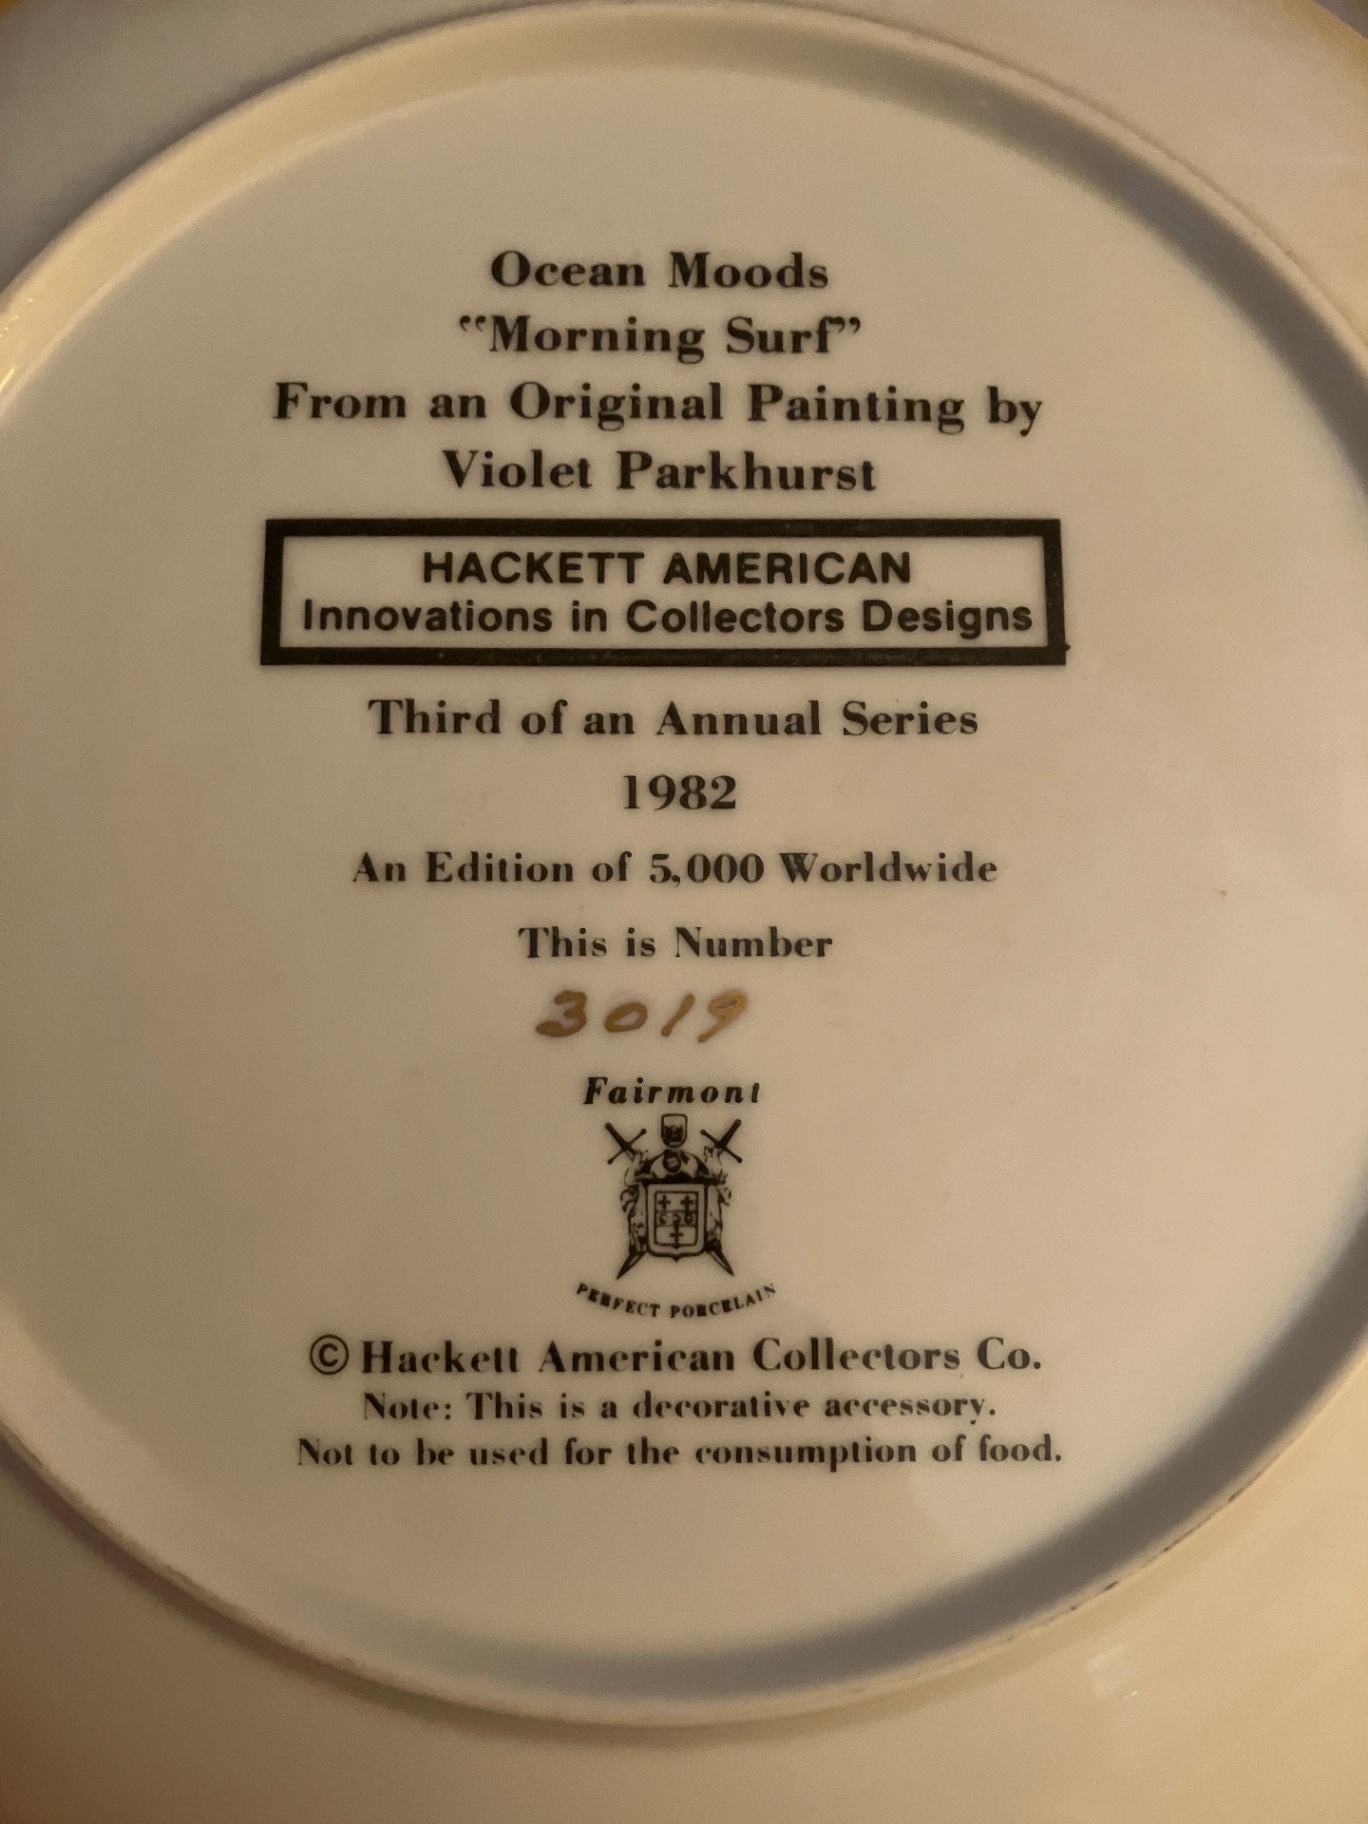 Ocean Moods
“Morning Surf”
From an Original Painting by
Violet Parkhurst
HACKETT AMERICAN
Innovations in Collectors Designs
Third of an Annual Series
1982
An Edition of 5,000 Worldwide
This is Number
3019
Fairmont
PERFECT PORCELAIN
© Hackett American Collectors Co.
Note: This is a decorative accessory.
Not to be used for the consumption of food.